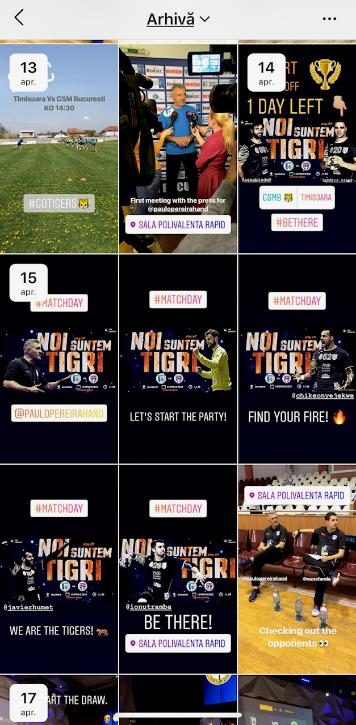 Arhivă
13
apr.
Timisoara Vs CSM Bucuresti
KO 14:30
#GOTIGERS
First meeting with the press for
@paulopereirahand
SALA POLIVALENTA RAPID
14
apr.
1 DAY LEFT
NOI SUNTEM
TIGRI
CSMB
TIMISOARA
#BETHERE
15
apr.
#MATCHDAY
NOI SUNTEM
TIGRI
@PAULOPEREIRAHAND
#MATCHDAY
NOI SUNTEM
TIGRI
LET'S START THE PARTY!
#MATCHDAY
NOI SUNTEM
TIGRI
@chikeonyejekwe
FIND YOUR FIRE!
#MATCHDAY
NOI SUNTEM
TIGRI
@javierhumet
WE ARE THE TIGERS!
#MATCHDAY
NOI SUNTEM
TIGRI
@ionutramba
BE THERE!
SALA POLIVALENTA RAPID
SALA POLIVALENTA RAPID
@paulopereirahand
Checking out the
opponents
17
apr.
ART THE DRAW.